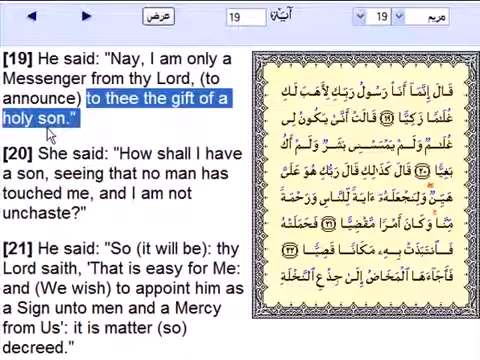 عرض
19
آية
19
مريم
[19] He said: "Nay, I am only a
Messenger from thy Lord, (to
announce) to thee the gift of a
holy son."
[20] She said: "How shall I have
a son, seeing that no man has
touched me, and I am not
unchaste?"
[21] He said: "So (it will be): thy
Lord saith, 'That is easy for Me:
and (We wish) to appoint him as
a Sign unto men and a Mercy
from Us': it is matter (so)
decreed."
قَالَ إِنَّمَآ أَنَا۠ رَسُولُ رَبِّكِ لِأَهَبَ لَكِ
غُلَٰمًا زَكِيًّا ١٩ قَالَتْ أَنَّىٰ يَكُونُ لِى
غُلَٰمٌ وَلَمْ يَمْسَسْنِى بَشَرٌ وَلَمْ أَكُ
بَغِيًّا ٢٠ قَالَ كَذَٰلِكِ قَالَ رَبُّكِ هُوَ عَلَىَّ
هَيِّنٌ وَلِنَجْعَلَهُۥٓ ءَايَةً لِّلنَّاسِ وَرَحْمَةً
مِّنَّا وَكَانَ أَمْرًا مَّقْضِيًّا ٢١ فَحَمَلَتْهُ
فَٱنتَبَذَتْ بِهِۦ مَكَانًا قَصِيًّا ٢٢
فَأَجَآءَهَا ٱلْمَخَاضُ إِلَىٰ جِذْعِ ٱلنَّخْلَةِ